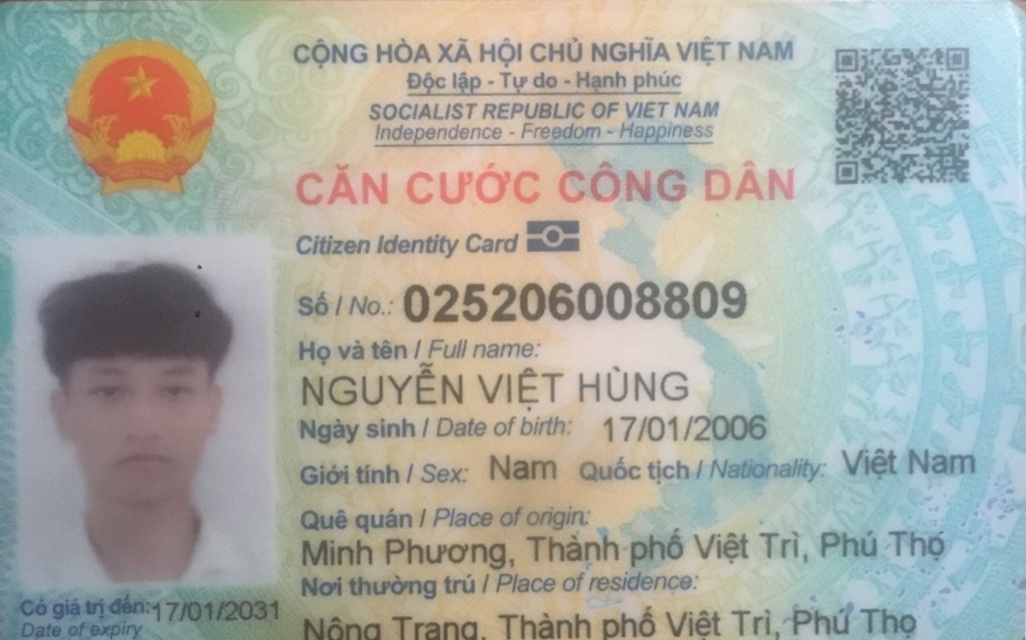 CỘNG HÒA XÃ HỘI CHỦ NGHĨA VIỆT NAM
Độc lập - Tự do - Hạnh phúc
SOCIALIST REPUBLIC OF VIET NAM
Independence - Freedom - Happiness
CĂN CƯỚC CÔNG DÂN
Citizen Identity Card
Số / No.: 025206008809
Họ và tên / Full name:
NGUYỄN VIỆT HÙNG
Ngày sinh / Date of birth: 17/01/2006
Giới tính / Sex: Nam Quốc tịch / Nationality: Việt Nam
Quê quán / Place of origin:
Minh Phương, Thành phố Việt Trì, Phú Thọ
Nơi thường trú / Place of residence:
Nông Trang, Thành phố Việt Trì, Phú Thọ
Có giá trị đến: 17/01/2031
Date of expiry